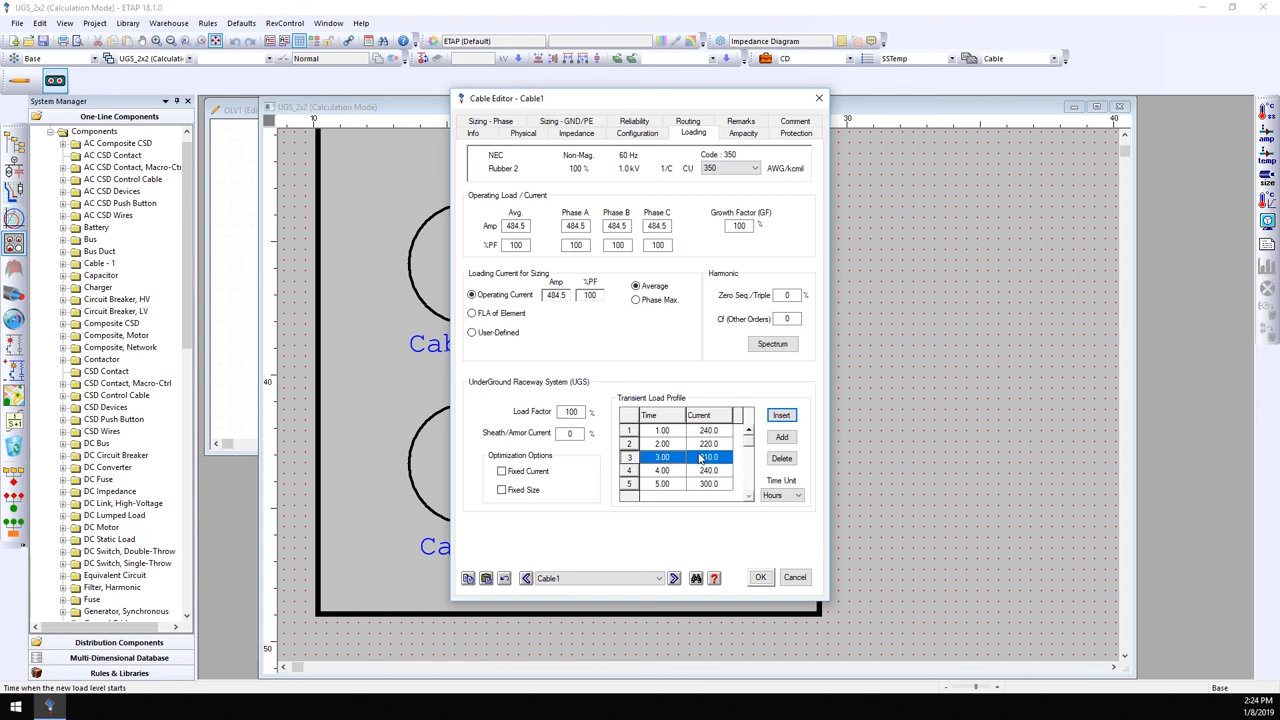 UGS_2x2 (Calculation Mode) - ETAP 18.1.0
File Edit View Project Library Warehouse Rules Defaults RevControl Window Help
ETAP (Default) Impedance Diagram
Base UGS_2x2 (Calculati Normal kV CD SSTemp Cable
System Manager
One-Line Components
Components
AC Composite CSD
AC CSD Contact
AC CSD Contact, Macro-Ctrl
AC CSD Control Cable
AC CSD Devices
AC CSD Push Button
AC CSD Wires
Battery
Bus
Bus Duct
Cable - 1
Capacitor
Charger
Circuit Breaker, HV
Circuit Breaker, LV
Composite CSD
Composite, Motor
Composite, Network
Contactor
CSD Contact
CSD Contact, Macro-Ctrl
CSD Control Cable
CSD Devices
CSD Push Button
CSD Wires
DC Bus
DC Circuit Breaker
DC Converter
DC Fuse
DC Impedance
DC Link, High-Voltage
DC Lumped Load
DC Motor
DC Static Load
DC Switch, Double-Throw
DC Switch, Single-Throw
Equivalent Circuit
Filter, Harmonic
Fuse
Generator, Synchronous
Distribution Components
Multi-Dimensional Database
Rules & Libraries
OLV1 (Edi
UGS_2x2 (Calculation Mode)
10 30 40
40
50
Cab
Ca
Cable Editor - Cable1
Sizing - Phase Sizing - GND/PE Reliability Routing Remarks Comment
Info Physical Impedance Configuration Loading Ampacity Protection
NEC Non-Mag. 60 Hz Code : 350
Rubber 2 100 % 1.0 kV 1/C CU 350 AWG/kcmil
Operating Load / Current
Avg. Phase A Phase B Phase C Growth Factor (GF)
Amp 484.5 484.5 484.5 484.5 100 %
%PF 100 100 100 100
Loading Current for Sizing
Amp %PF
Operating Current 484.5 100
FLA of Element
User-Defined
Average
Phase Max.
Harmonic
Zero Seq./Triple 0 %
Cf (Other Orders) 0
Spectrum
UnderGround Raceway System (UGS)
Load Factor 100 %
Sheath/Armor Current 0 %
Optimization Options
Fixed Current
Fixed Size
Transient Load Profile
Time Current
1 1.00 240.0
2 2.00 220.0
3 3.00
4 4.00 240.0
5 5.00 300.0
Insert
Add
Delete
Time Unit
Hours
Cable1
OK Cancel
Time when the new load level starts
Base
amp
temp
size
2:24 PM
1/8/2019